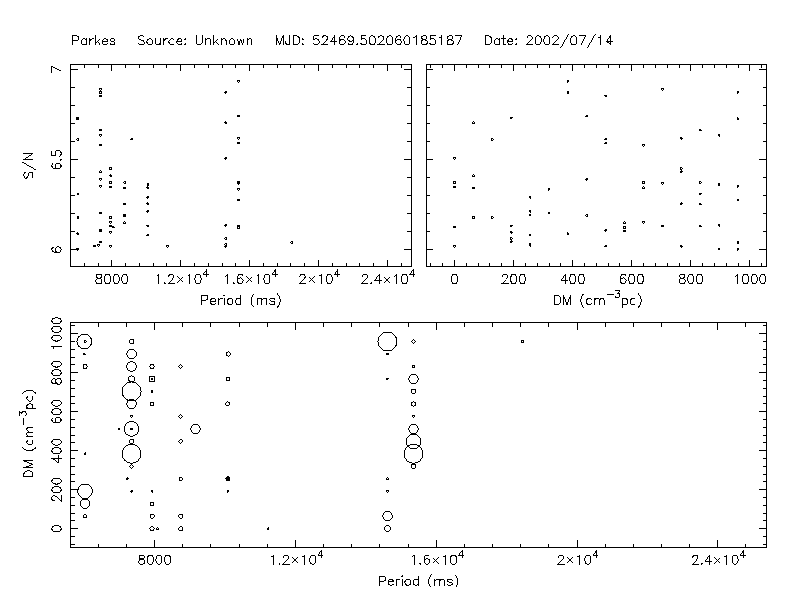 Parkes Source: Unknown MJD: 52469.502060185187 Date: 2002/07/14
7
6.5
6
S/N
8000 1.2×10⁴ 1.6×10⁴ 2×10⁴ 2.4×10⁴
Period (ms)
0 200 400 600 800 1000
DM (cm⁻³pc)
1000
800
600
400
200
0
DM (cm⁻³pc)
8000 1.2×10⁴ 1.6×10⁴ 2×10⁴ 2.4×10⁴
Period (ms)